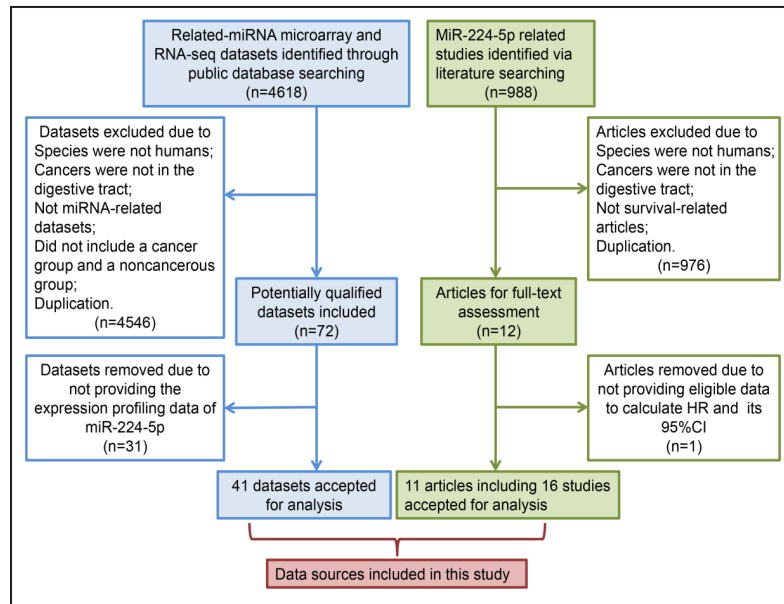 Related-miRNA microarray and
RNA-seq datasets identified through
public database searching
(n=4618)
MiR-224-5p related
studies identified via
literature searching
(n=988)
Datasets excluded due to
Species were not humans;
Cancers were not in the
digestive tract;
Not miRNA-related
datasets;
Did not include a cancer
group and a noncancerous
group;
Duplication.
(n=4546)
Articles excluded due to
Species were not humans;
Cancers were not in the
digestive tract;
Not survival-related
articles;
Duplication.
(n=976)
Potentially qualified
datasets included
(n=72)
Articles for full-text
assessment
(n=12)
Datasets removed due to
not providing the
expression profiling data of
miR-224-5p
(n=31)
Articles removed due to
not providing eligible data
to calculate HR and its
95%CI
(n=1)
41 datasets accepted
for analysis
11 articles including 16 studies
accepted for analysis
Data sources included in this study